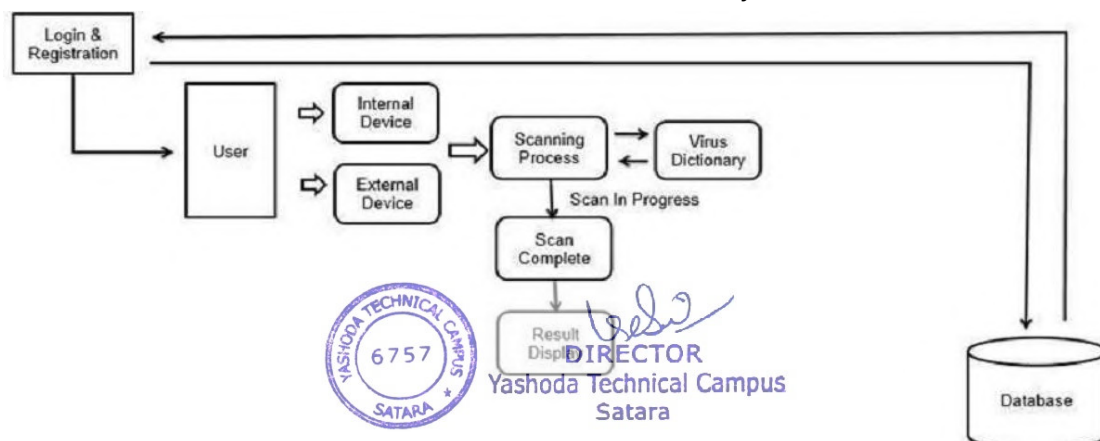 Login &
Registration
User
Internal
Device
External
Device
Scanning
Process
Virus
Dictionary
Scan In Progress
Scan
Complete
Result
Display
YASHODA TECHNICAL CAMPUS
6757
SATARA *
DIRECTOR
Yashoda Technical Campus
Satara
Database